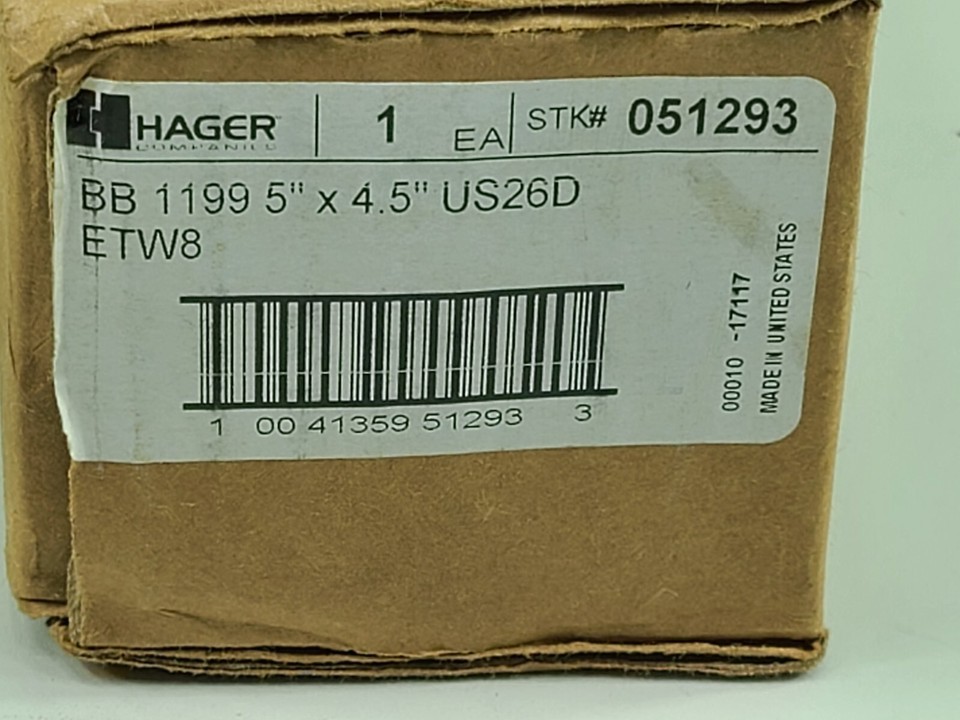 HAGER
COMPANIES
1 EA
STK# 051293
BB 1199 5" x 4.5" US26D
ETW8
1 00 41359 51293 3
00010 -17117
MADE IN UNITED STATES